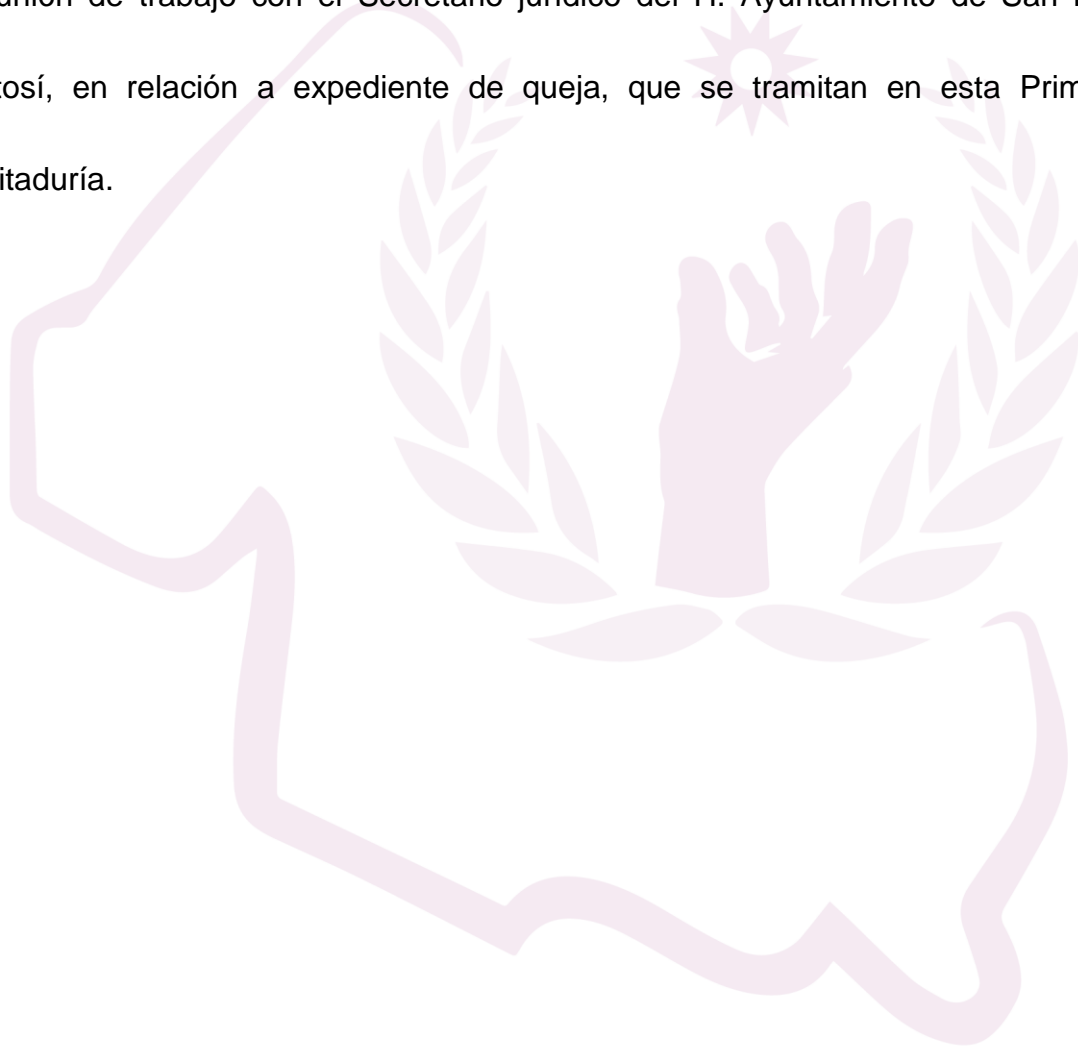 unión de trabajo con el Secretario jurídico del H. Ayuntamiento de San
tosí, en relación a expediente de queja, que se tramitan en esta Prim
itaduría.